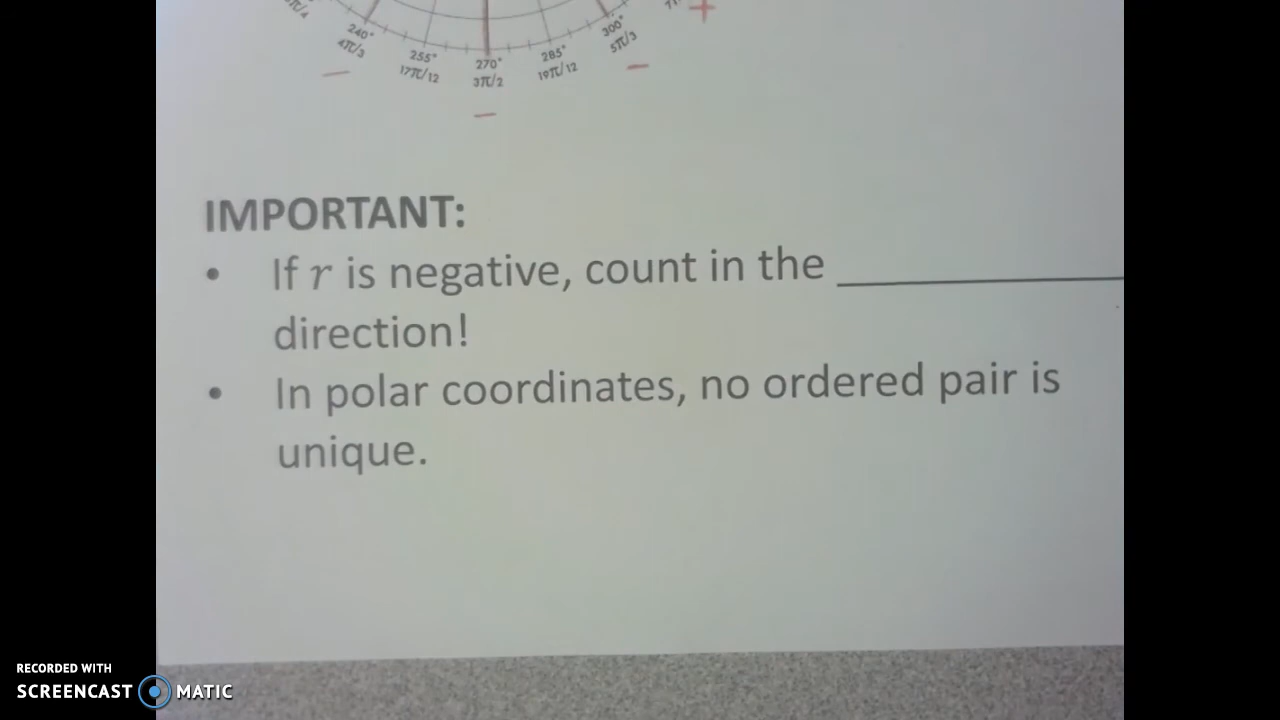 240°
4π/3
255°
17π/12
270°
3π/2
285°
19π/12
300°
5π/3
+
−
−
−
IMPORTANT:
• If r is negative, count in the ______________
direction!
• In polar coordinates, no ordered pair is
unique.
RECORDED WITH
SCREENCAST MATIC